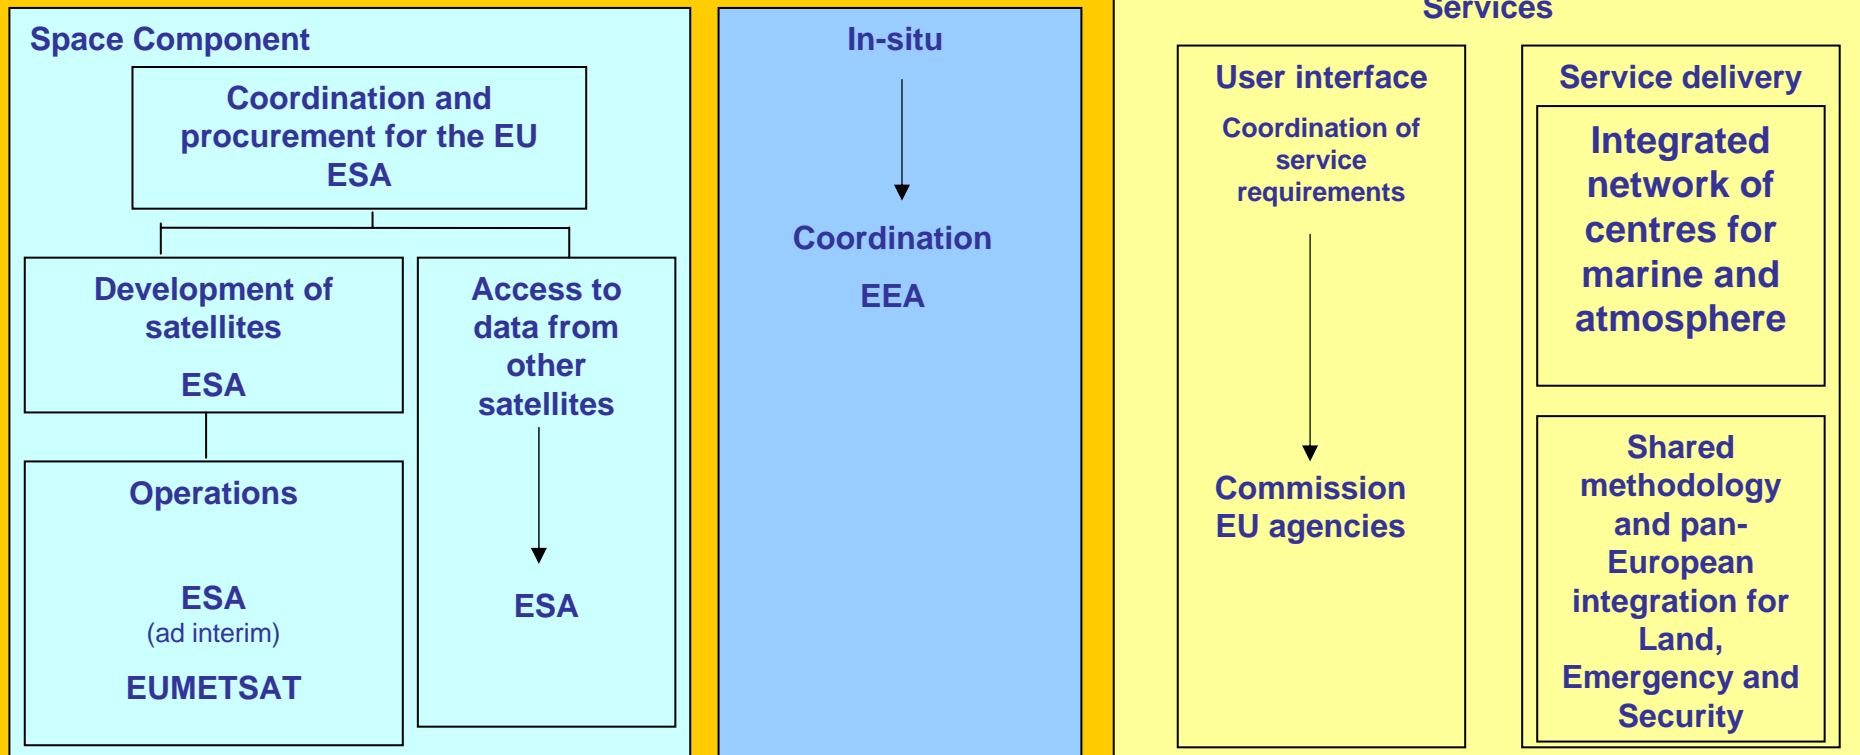 Space Component
Coordination and
procurement for the EU
ESA
Development of
satellites
ESA
Operations
ESA
(ad interim)
EUMETSAT
Access to
data from
other
satellites
ESA
In-situ
Coordination
EEA
Services
User interface
Coordination of
service
requirements
Commission
EU agencies
Service delivery
Integrated
network of
centres for
marine and
atmosphere
Shared
methodology
and pan-
European
integration for
Land,
Emergency and
Security